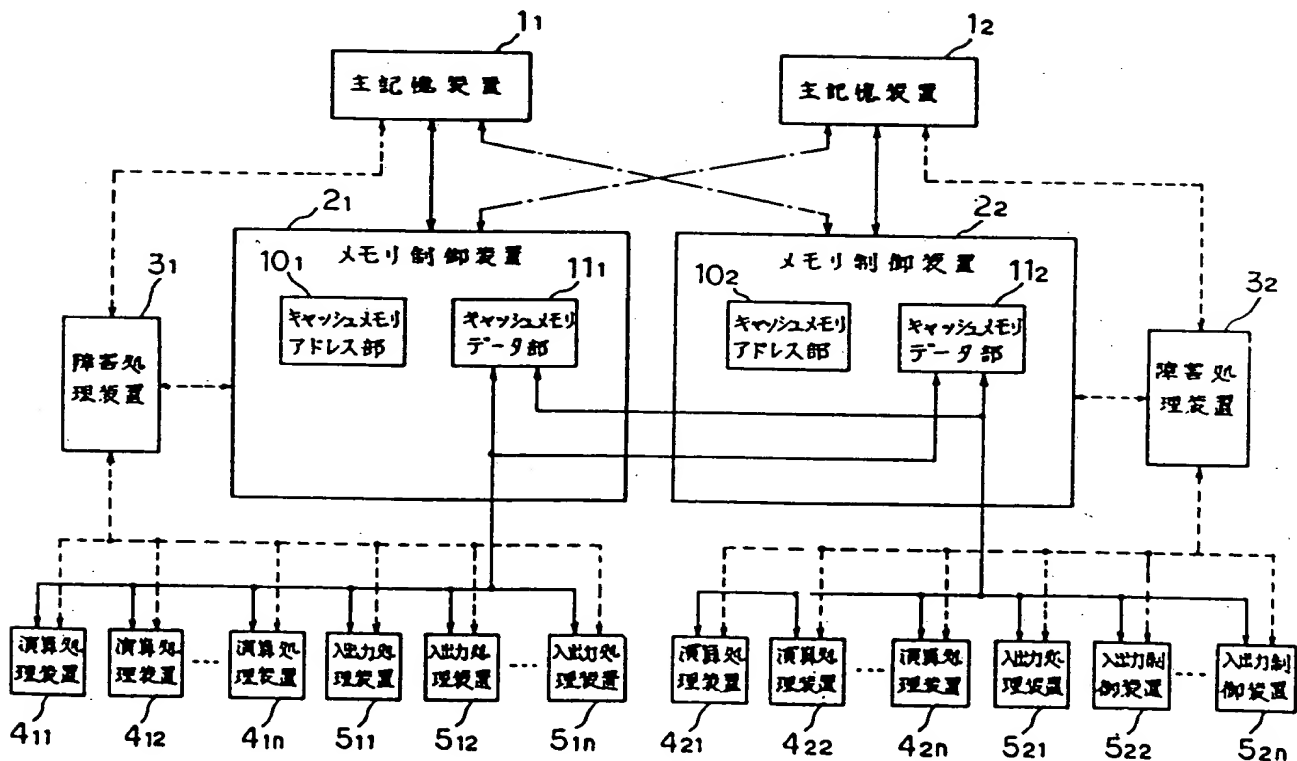 1₁
1₂
主記憶装置
主記憶装置
2₁
2₂
メモリ制御装置
メモリ制御装置
3₁
10₁
11₁
10₂
11₂
3₂
キャッシュメモリ
アドレス部
キャッシュメモリ
データ部
キャッシュメモリ
アドレス部
キャッシュメモリ
データ部
障害処
理装置
障害処
理装置
演算処
理装置
演算処
理装置
...
演算処
理装置
入出力処
理装置
入出力処
理装置
...
入出力処
理装置
演算処
理装置
演算処
理装置
...
演算処
理装置
入出力処
理装置
入出力制
御装置
...
入出力制
御装置
4₁₁
4₁₂
4₁ₙ
5₁₁
5₁₂
5₁ₙ
4₂₁
4₂₂
4₂ₙ
5₂₁
5₂₂
5₂ₙ